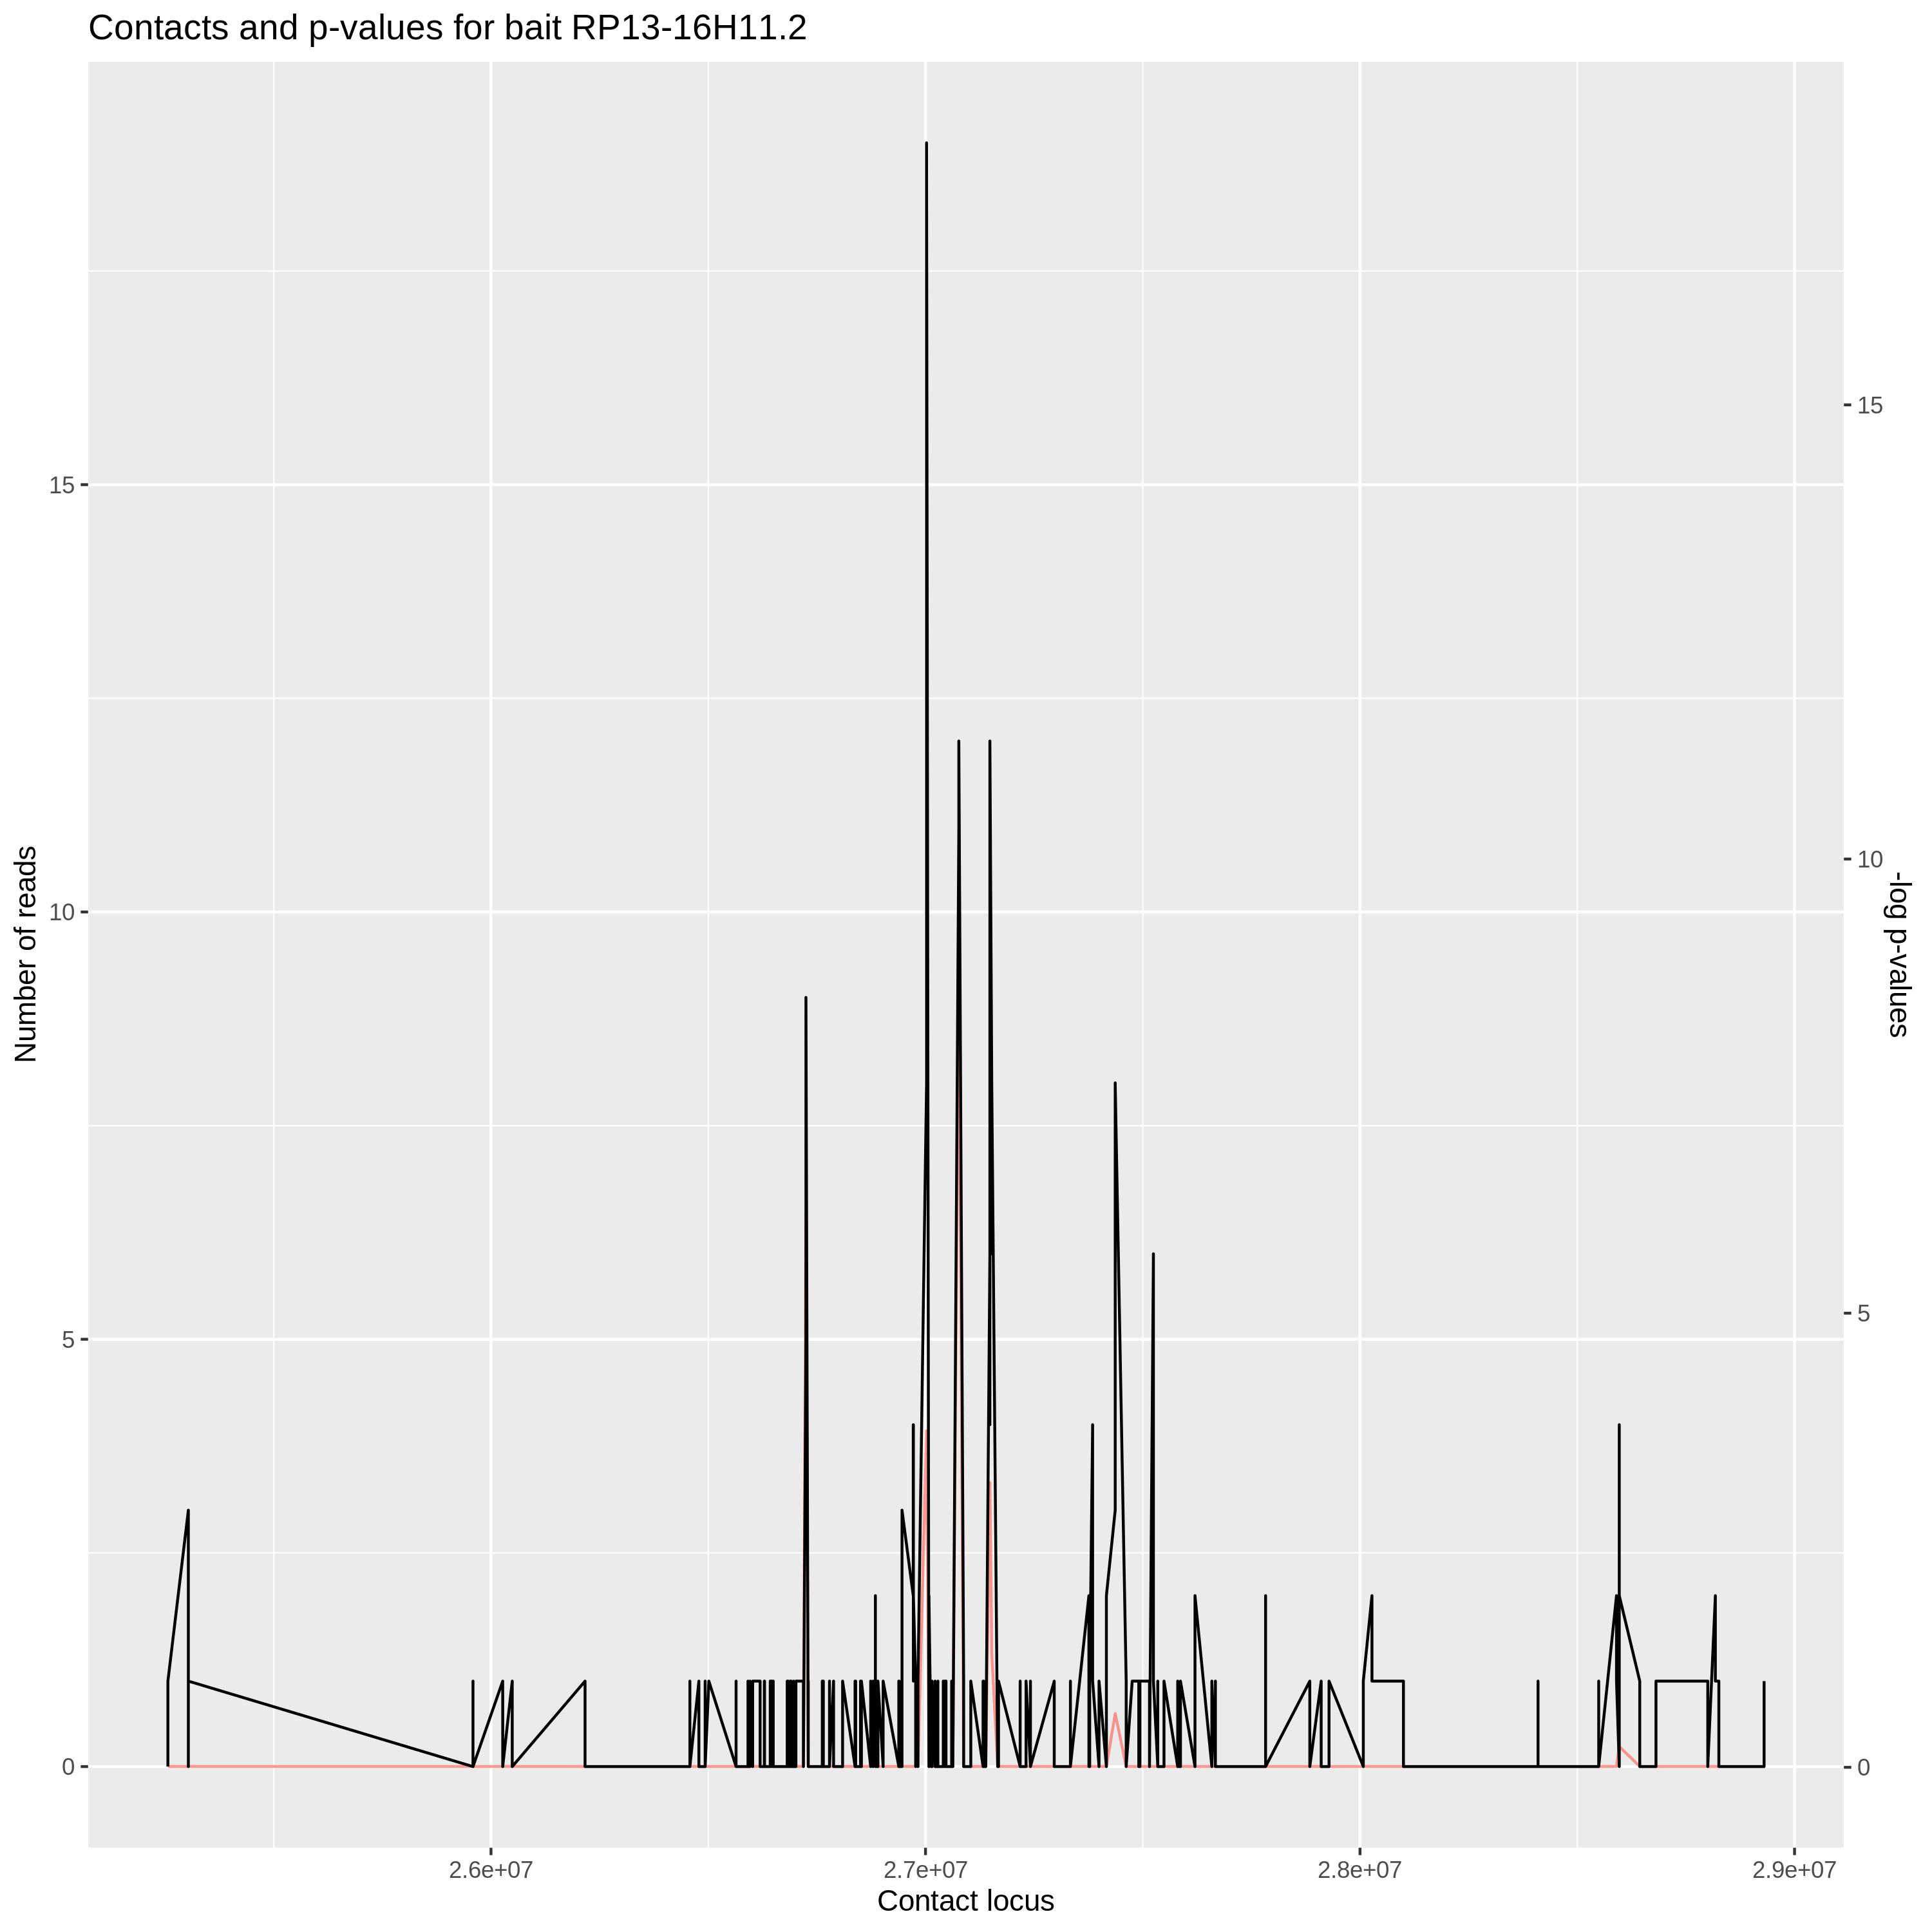 Contacts and p-values for bait RP13-16H11.2
Number of reads
15
10
5
0
15
10
5
0
-log p-values
2.6e+07
2.7e+07
2.8e+07
2.9e+07
Contact locus